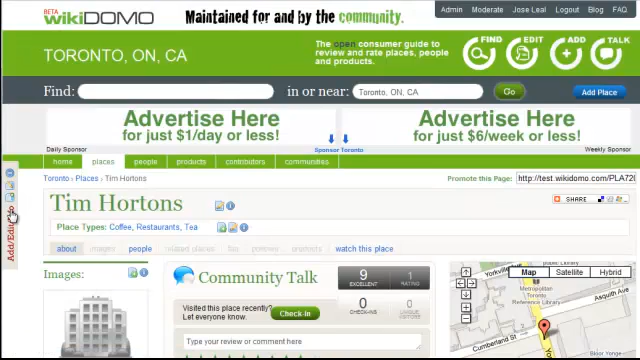 Admin Moderate Jose Leal Logout Blog FAQ
BETA
wikiDOMO Maintained for and by the community.
TORONTO, ON, CA
The open consumer guide to
review and rate places, people
and products.
FIND EDIT ADD TALK
Find: in or near: Toronto, ON, CA Go Add Place
Advertise Here
for just $1/day or less!
Advertise Here
for just $6/week or less!
Daily Sponsor Sponsor Toronto Weekly Sponsor
home places people products contributors communities
Toronto › Places › Tim Hortons Promote this Page: http://test.wikidomo.com/PLA72
Tim Hortons
SHARE
Place Types: Coffee, Restaurants, Tea
about images people related places faq products watch this place
Add/Edit
Images:
Community Talk
9
EXCELLENT
1
RATING
0
CHECK-INS
0
UNIQUE
Visited this place recently?
Let everyone know.
Check-in
Type your review or comment here
Map Satellite Hybrid
Yorkville
Public Library
Metropolitan
Toronto
Reference Library
Asquith Ave
Cumberland St
Bloor Yonge